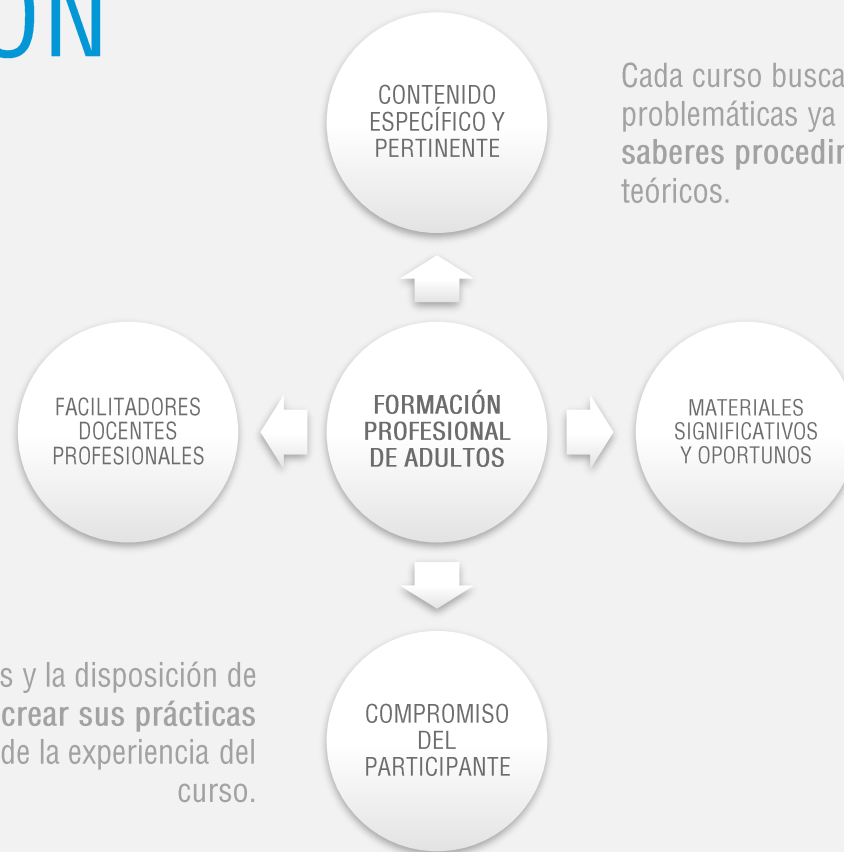 ÓN
CONTENIDO
ESPECÍFICO Y
PERTINENTE
Cada curso busca
problemáticas ya
saberes procedim
teóricos.
FACILITADORES
DOCENTES
PROFESIONALES
FORMACIÓN
PROFESIONAL
DE ADULTOS
MATERIALES
SIGNIFICATIVOS
Y OPORTUNOS
s y la disposición de
crear sus prácticas
de la experiencia del
curso.
COMPROMISO
DEL
PARTICIPANTE